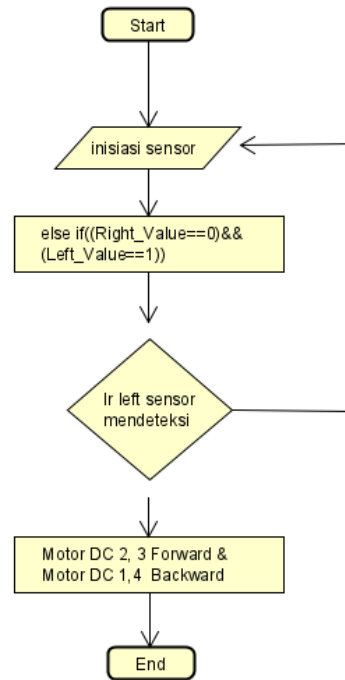 Start
inisiasi sensor
else if((Right_Value==0)&&
(Left_Value==1))
Ir left sensor
mendeteksi
Motor DC 2, 3 Forward &
Motor DC 1,4 Backward
End